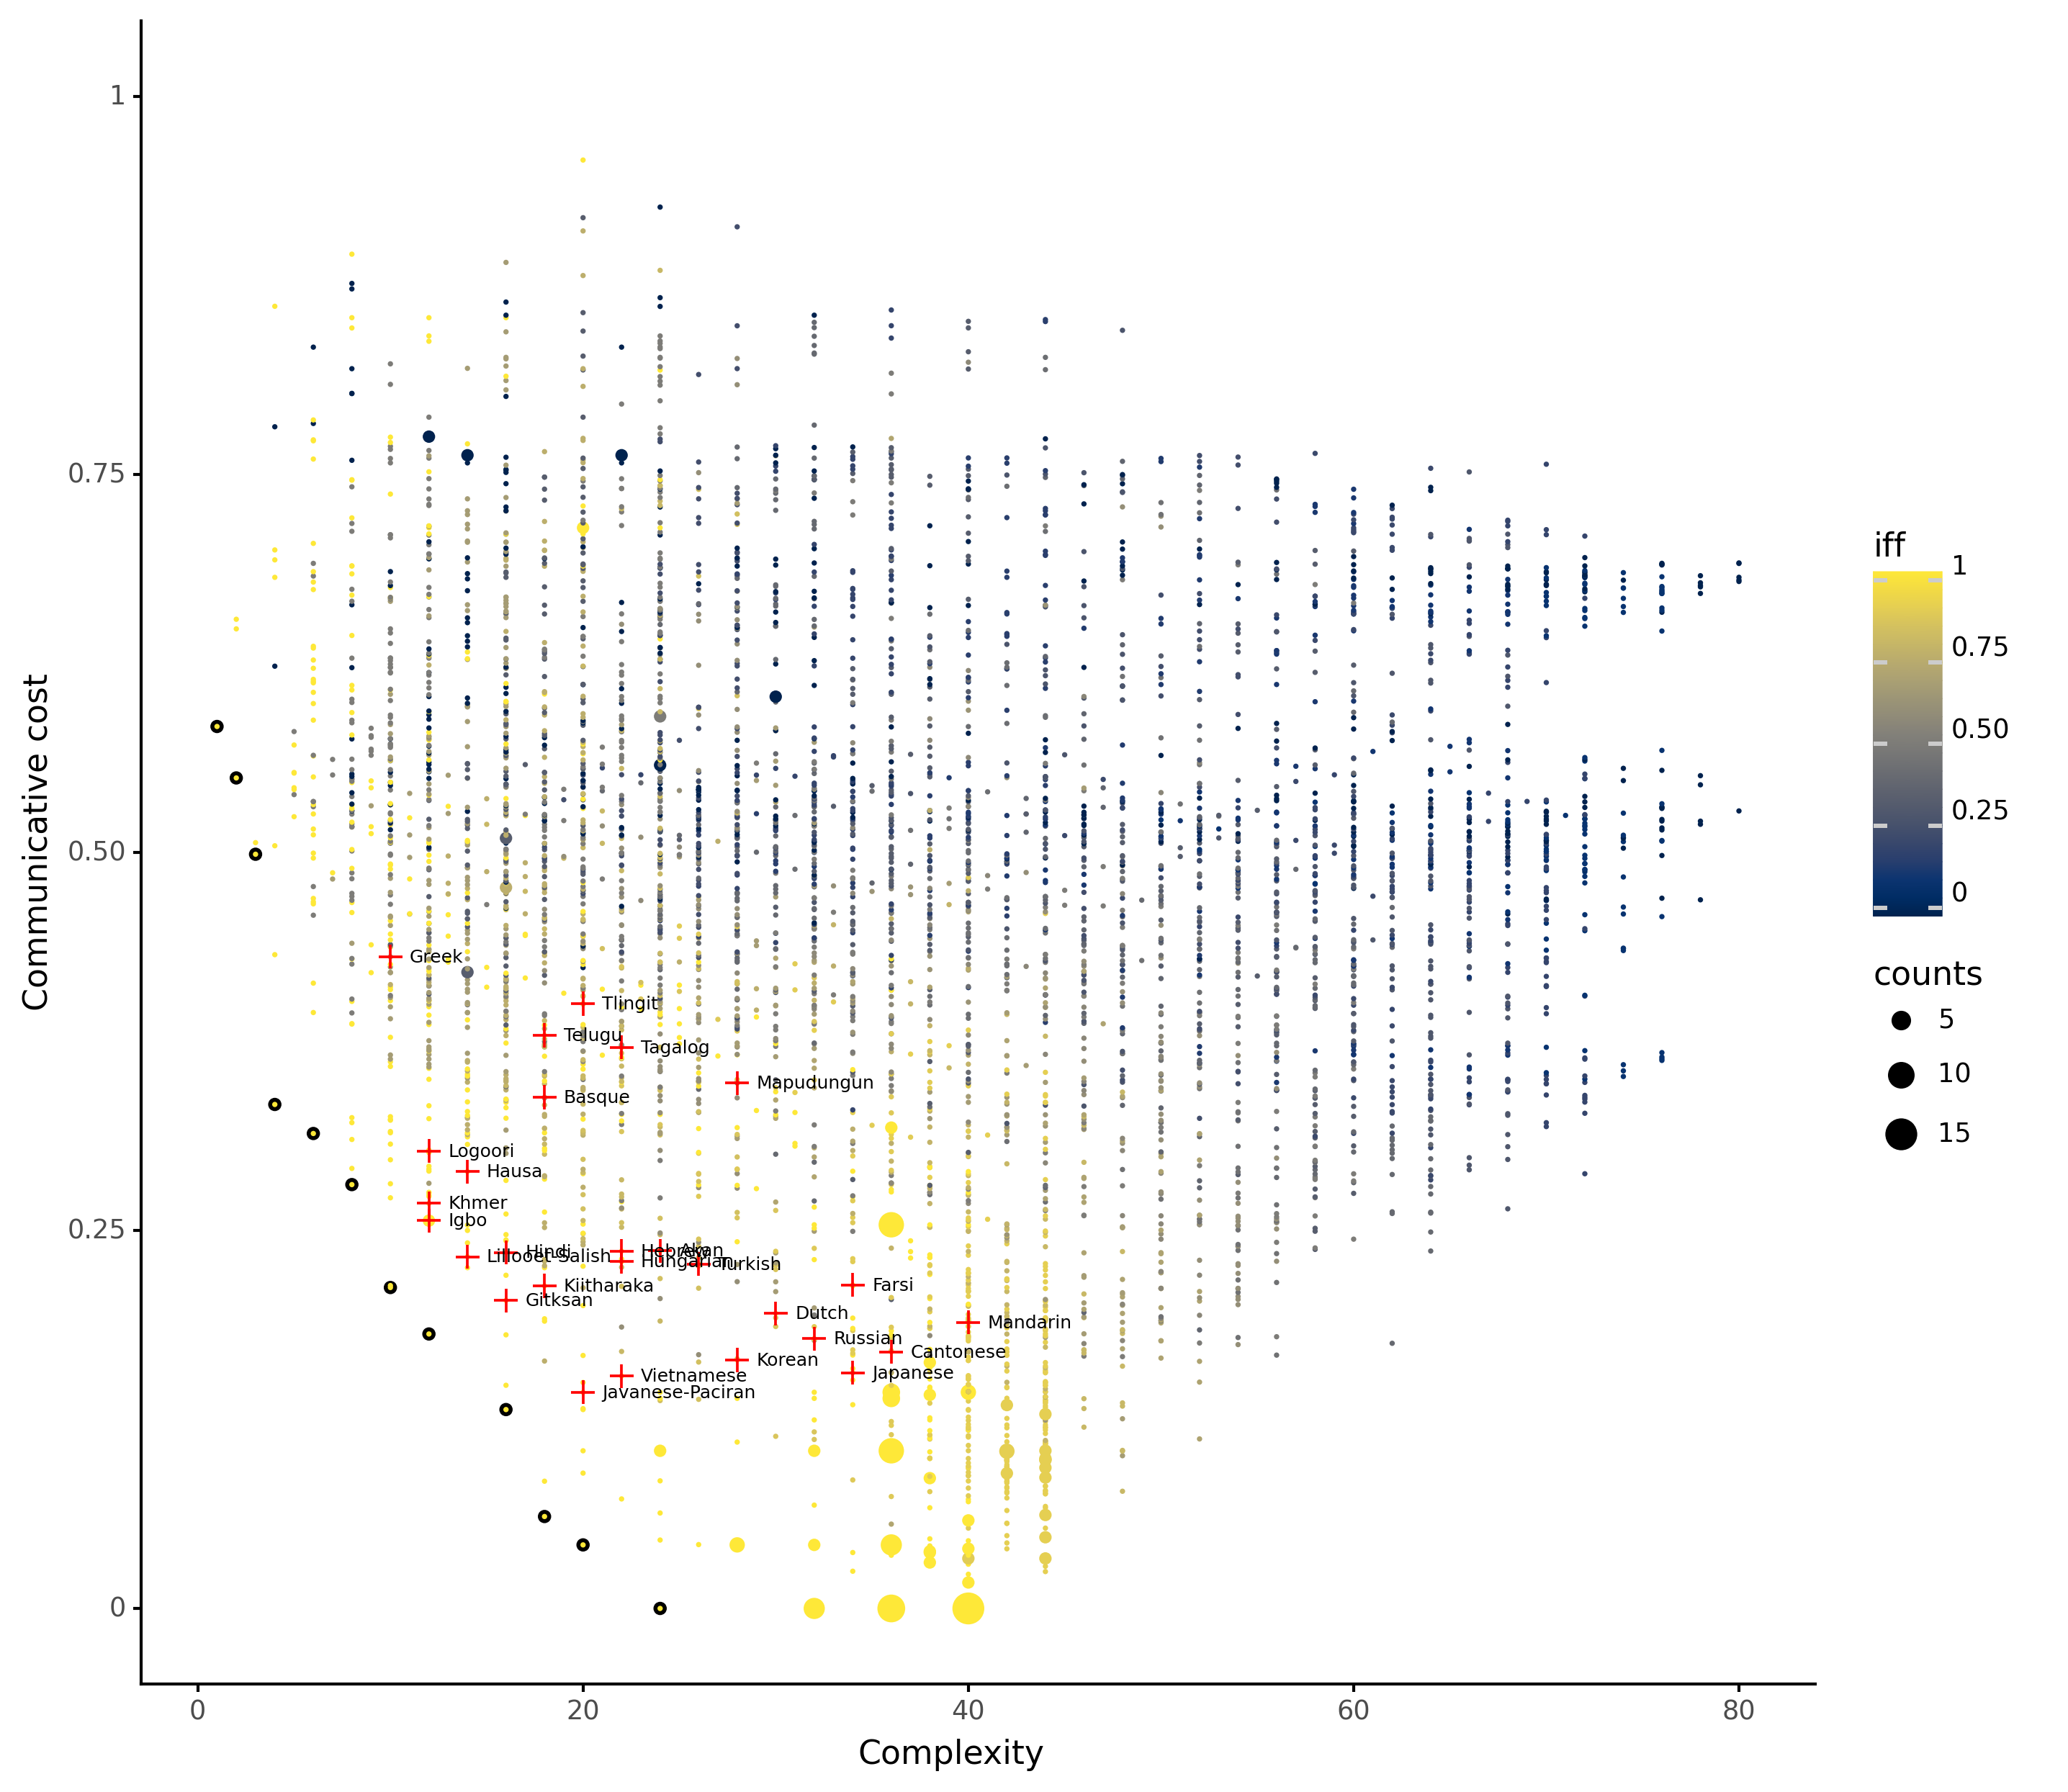 Communicative cost
1
0.75
0.50
0.25
0
Greek
Tlingit
Telugu
Tagalog
Mapudungun
Basque
Logoori
Hausa
Khmer
Igbo
Lillooet-Salish
Hindi
Hebrew
Akan
Hungarian
Turkish
Kiitharaka
Gitksan
Farsi
Dutch
Mandarin
Russian
Cantonese
Korean
Japanese
Vietnamese
Javanese-Paciran
0 20 40 60 80
Complexity
iff
1
0.75
0.50
0.25
0
counts
5
10
15